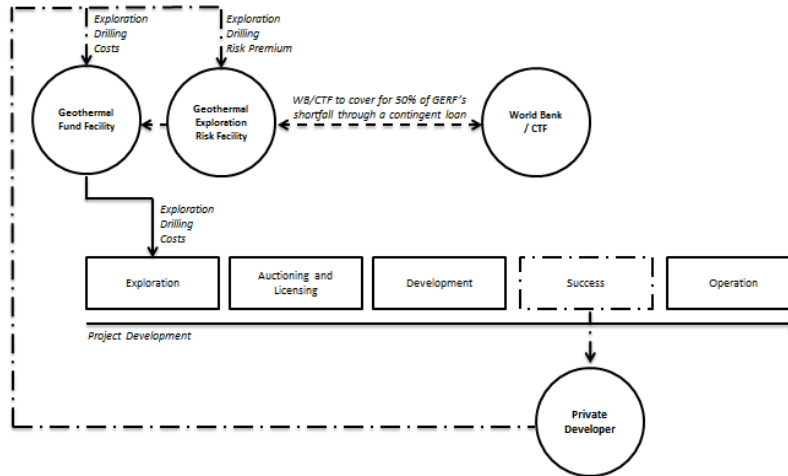 Exploration
Drilling
Costs
Exploration
Drilling
Risk Premium
Geothermal
Fund Facility
Geothermal
Exploration
Risk Facility
WB/CTF to cover for 50% of GERF's
shortfall through a contingent loan
World Bank
/ CTF
Exploration
Drilling
Costs
Exploration
Auctioning and
Licensing
Development
Success
Operation
Project Development
Private
Developer